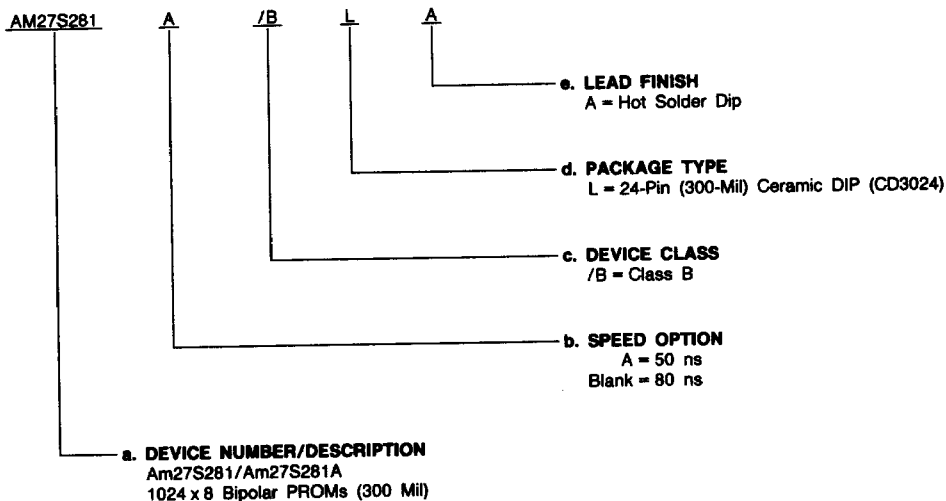 AM27S281 A /B L A
e. LEAD FINISH
A = Hot Solder Dip
d. PACKAGE TYPE
L = 24-Pin (300-Mil) Ceramic DIP (CD3024)
c. DEVICE CLASS
/B = Class B
b. SPEED OPTION
A = 50 ns
Blank = 80 ns
a. DEVICE NUMBER/DESCRIPTION
Am27S281/Am27S281A
1024 x 8 Bipolar PROMs (300 Mil)